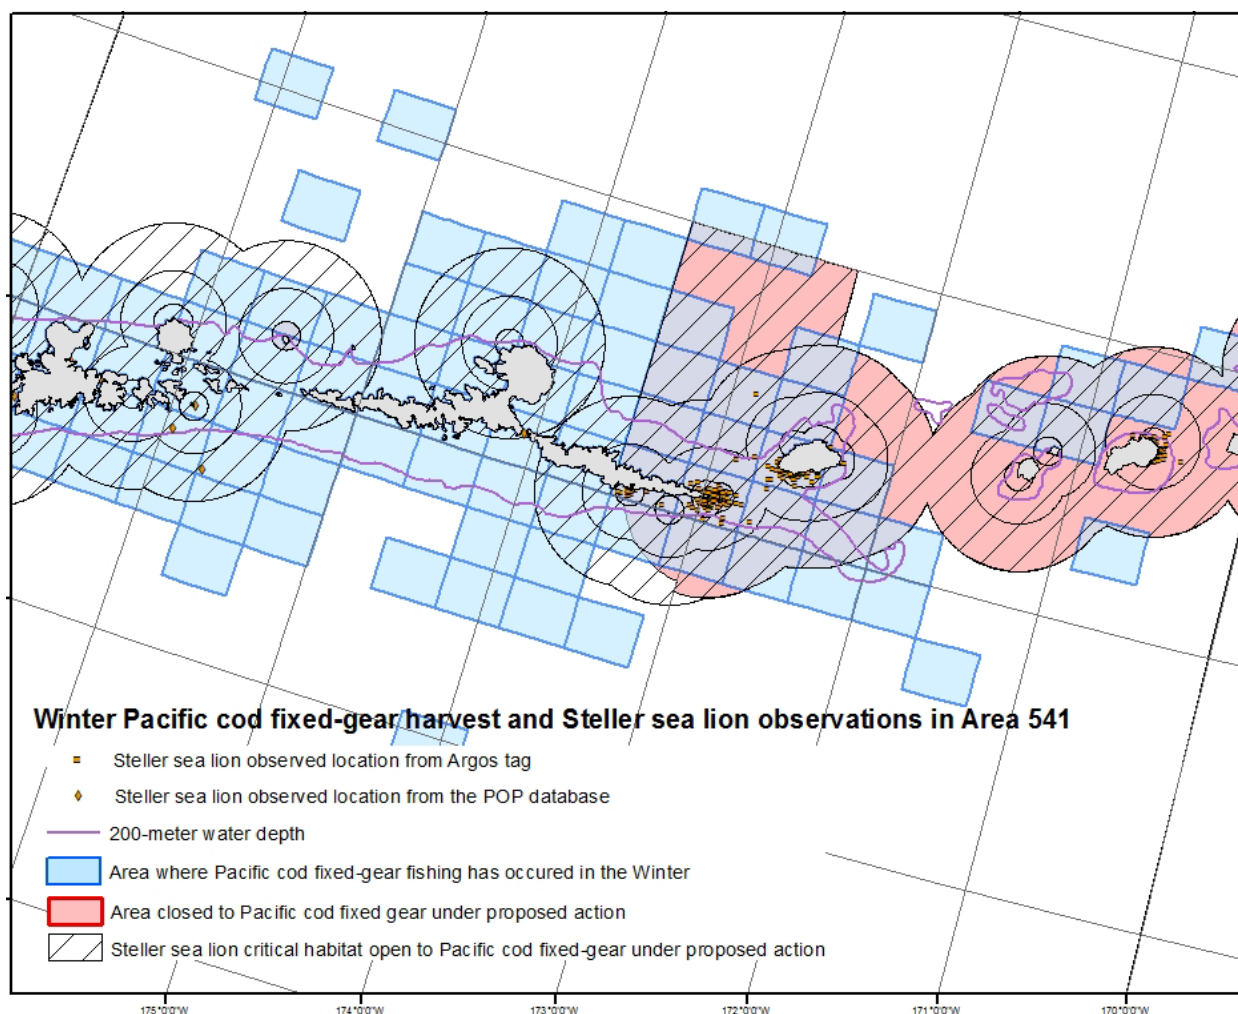 Winter Pacific cod fixed-gear harvest and Steller sea lion observations in Area 541
Steller sea lion observed location from Argos tag
Steller sea lion observed location from the POP database
200-meter water depth
Area where Pacific cod fixed-gear fishing has occured in the Winter
Area closed to Pacific cod fixed gear under proposed action
Steller sea lion critical habitat open to Pacific cod fixed-gear under proposed action
175°0'0"W 174°0'0"W 173°0'0"W 172°0'0"W 171°0'0"W 170°0'0"W